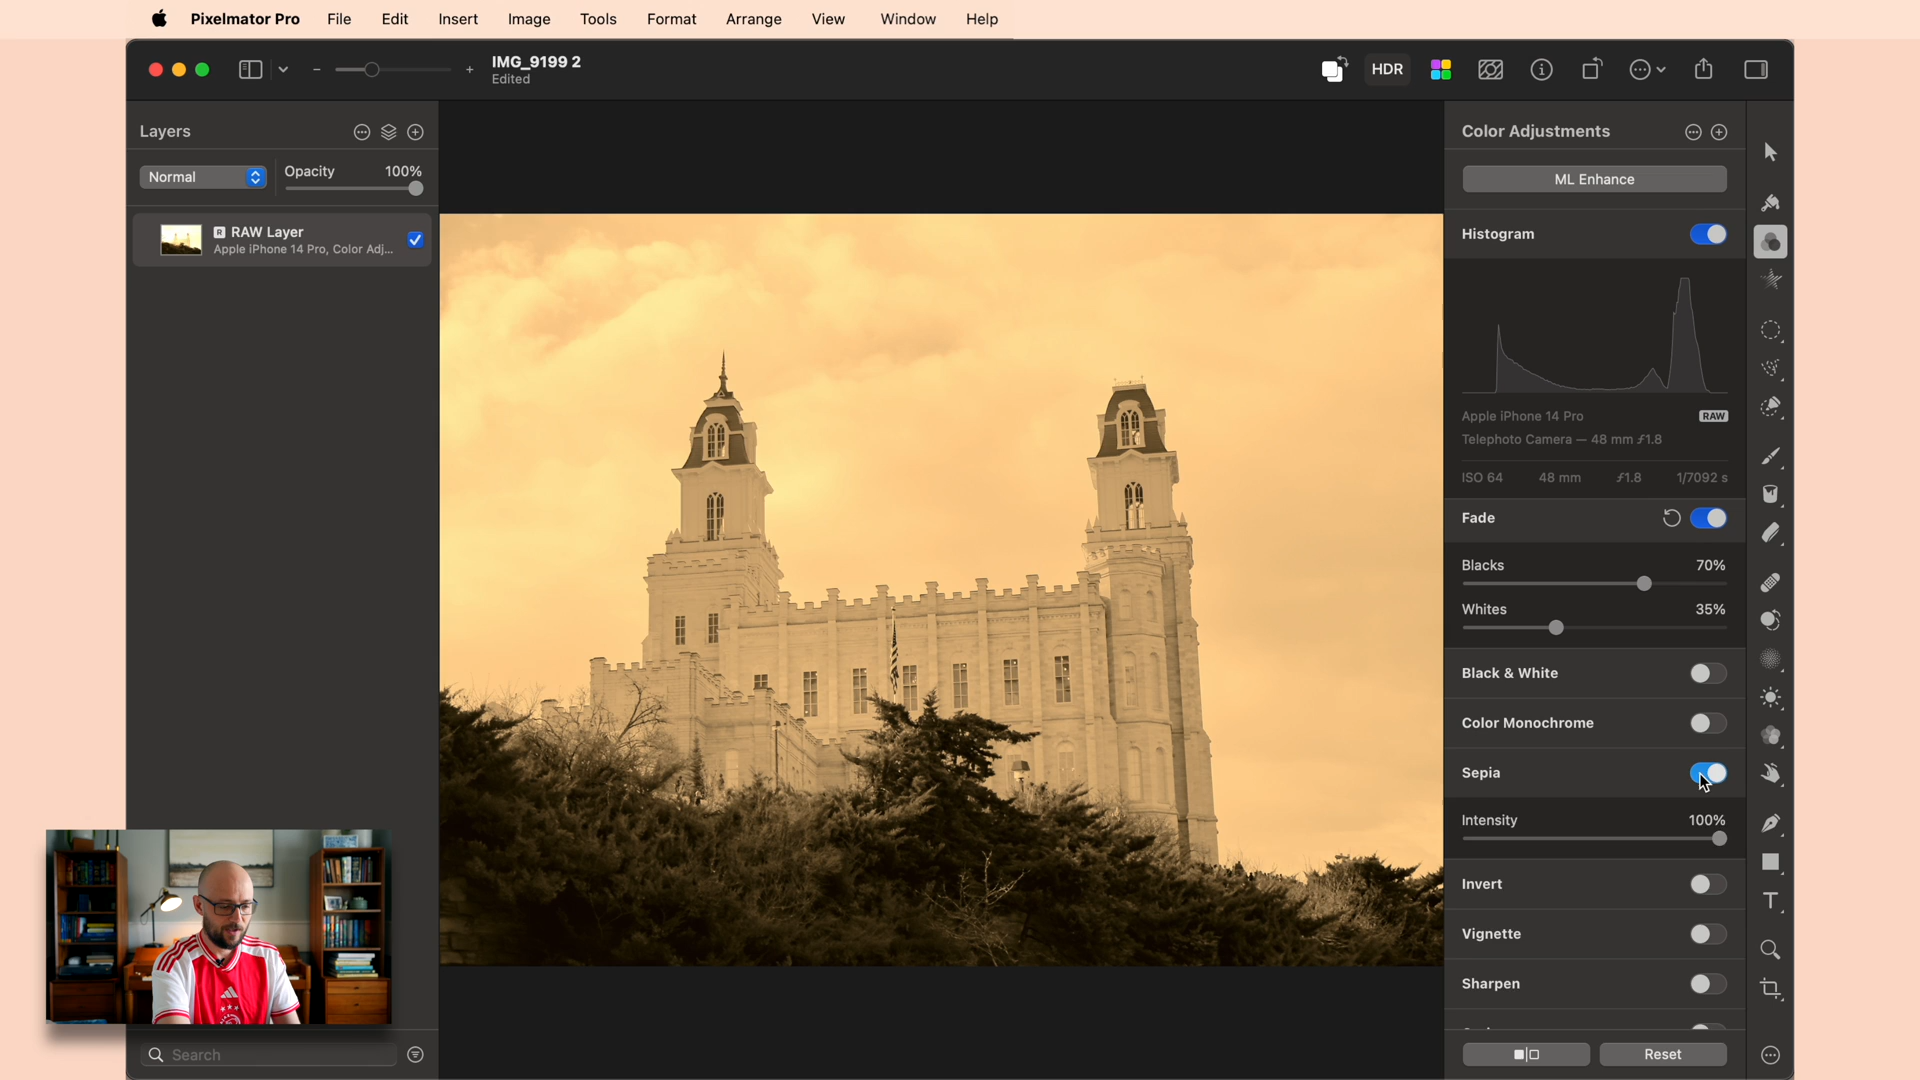 Pixelmator Pro File Edit Insert Image Tools Format Arrange View Window Help
IMG_9199 2
Edited
HDR
Layers
Normal
Opacity 100%
R RAW Layer
Apple iPhone 14 Pro, Color Adj...
Search
Color Adjustments
ML Enhance
Histogram
Apple iPhone 14 Pro RAW
Telephoto Camera — 48 mm ƒ1.8
ISO 64 48 mm ƒ1.8 1/7092 s
Fade
Blacks 70%
Whites 35%
Black & White
Color Monochrome
Sepia
Intensity 100%
Invert
Vignette
Sharpen
Reset